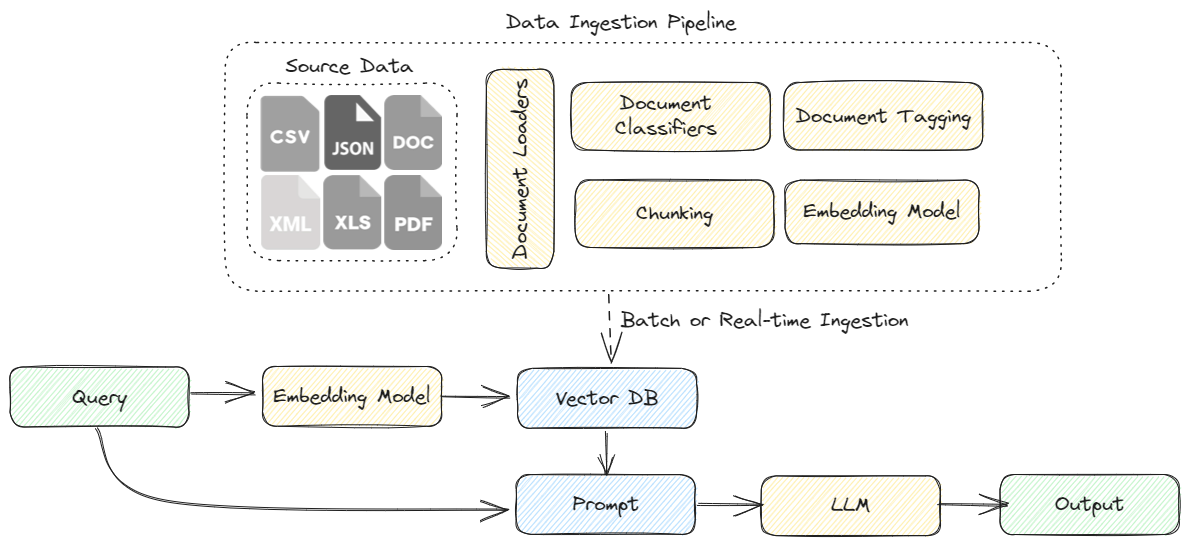 Data Ingestion Pipeline
Source Data
CSV
JSON
DOC
XML
XLS
PDF
Document Loaders
Document
Classifiers
Document Tagging
Chunking
Embedding Model
Batch or Real-time Ingestion
Query
Embedding Model
Vector DB
Prompt
LLM
Output